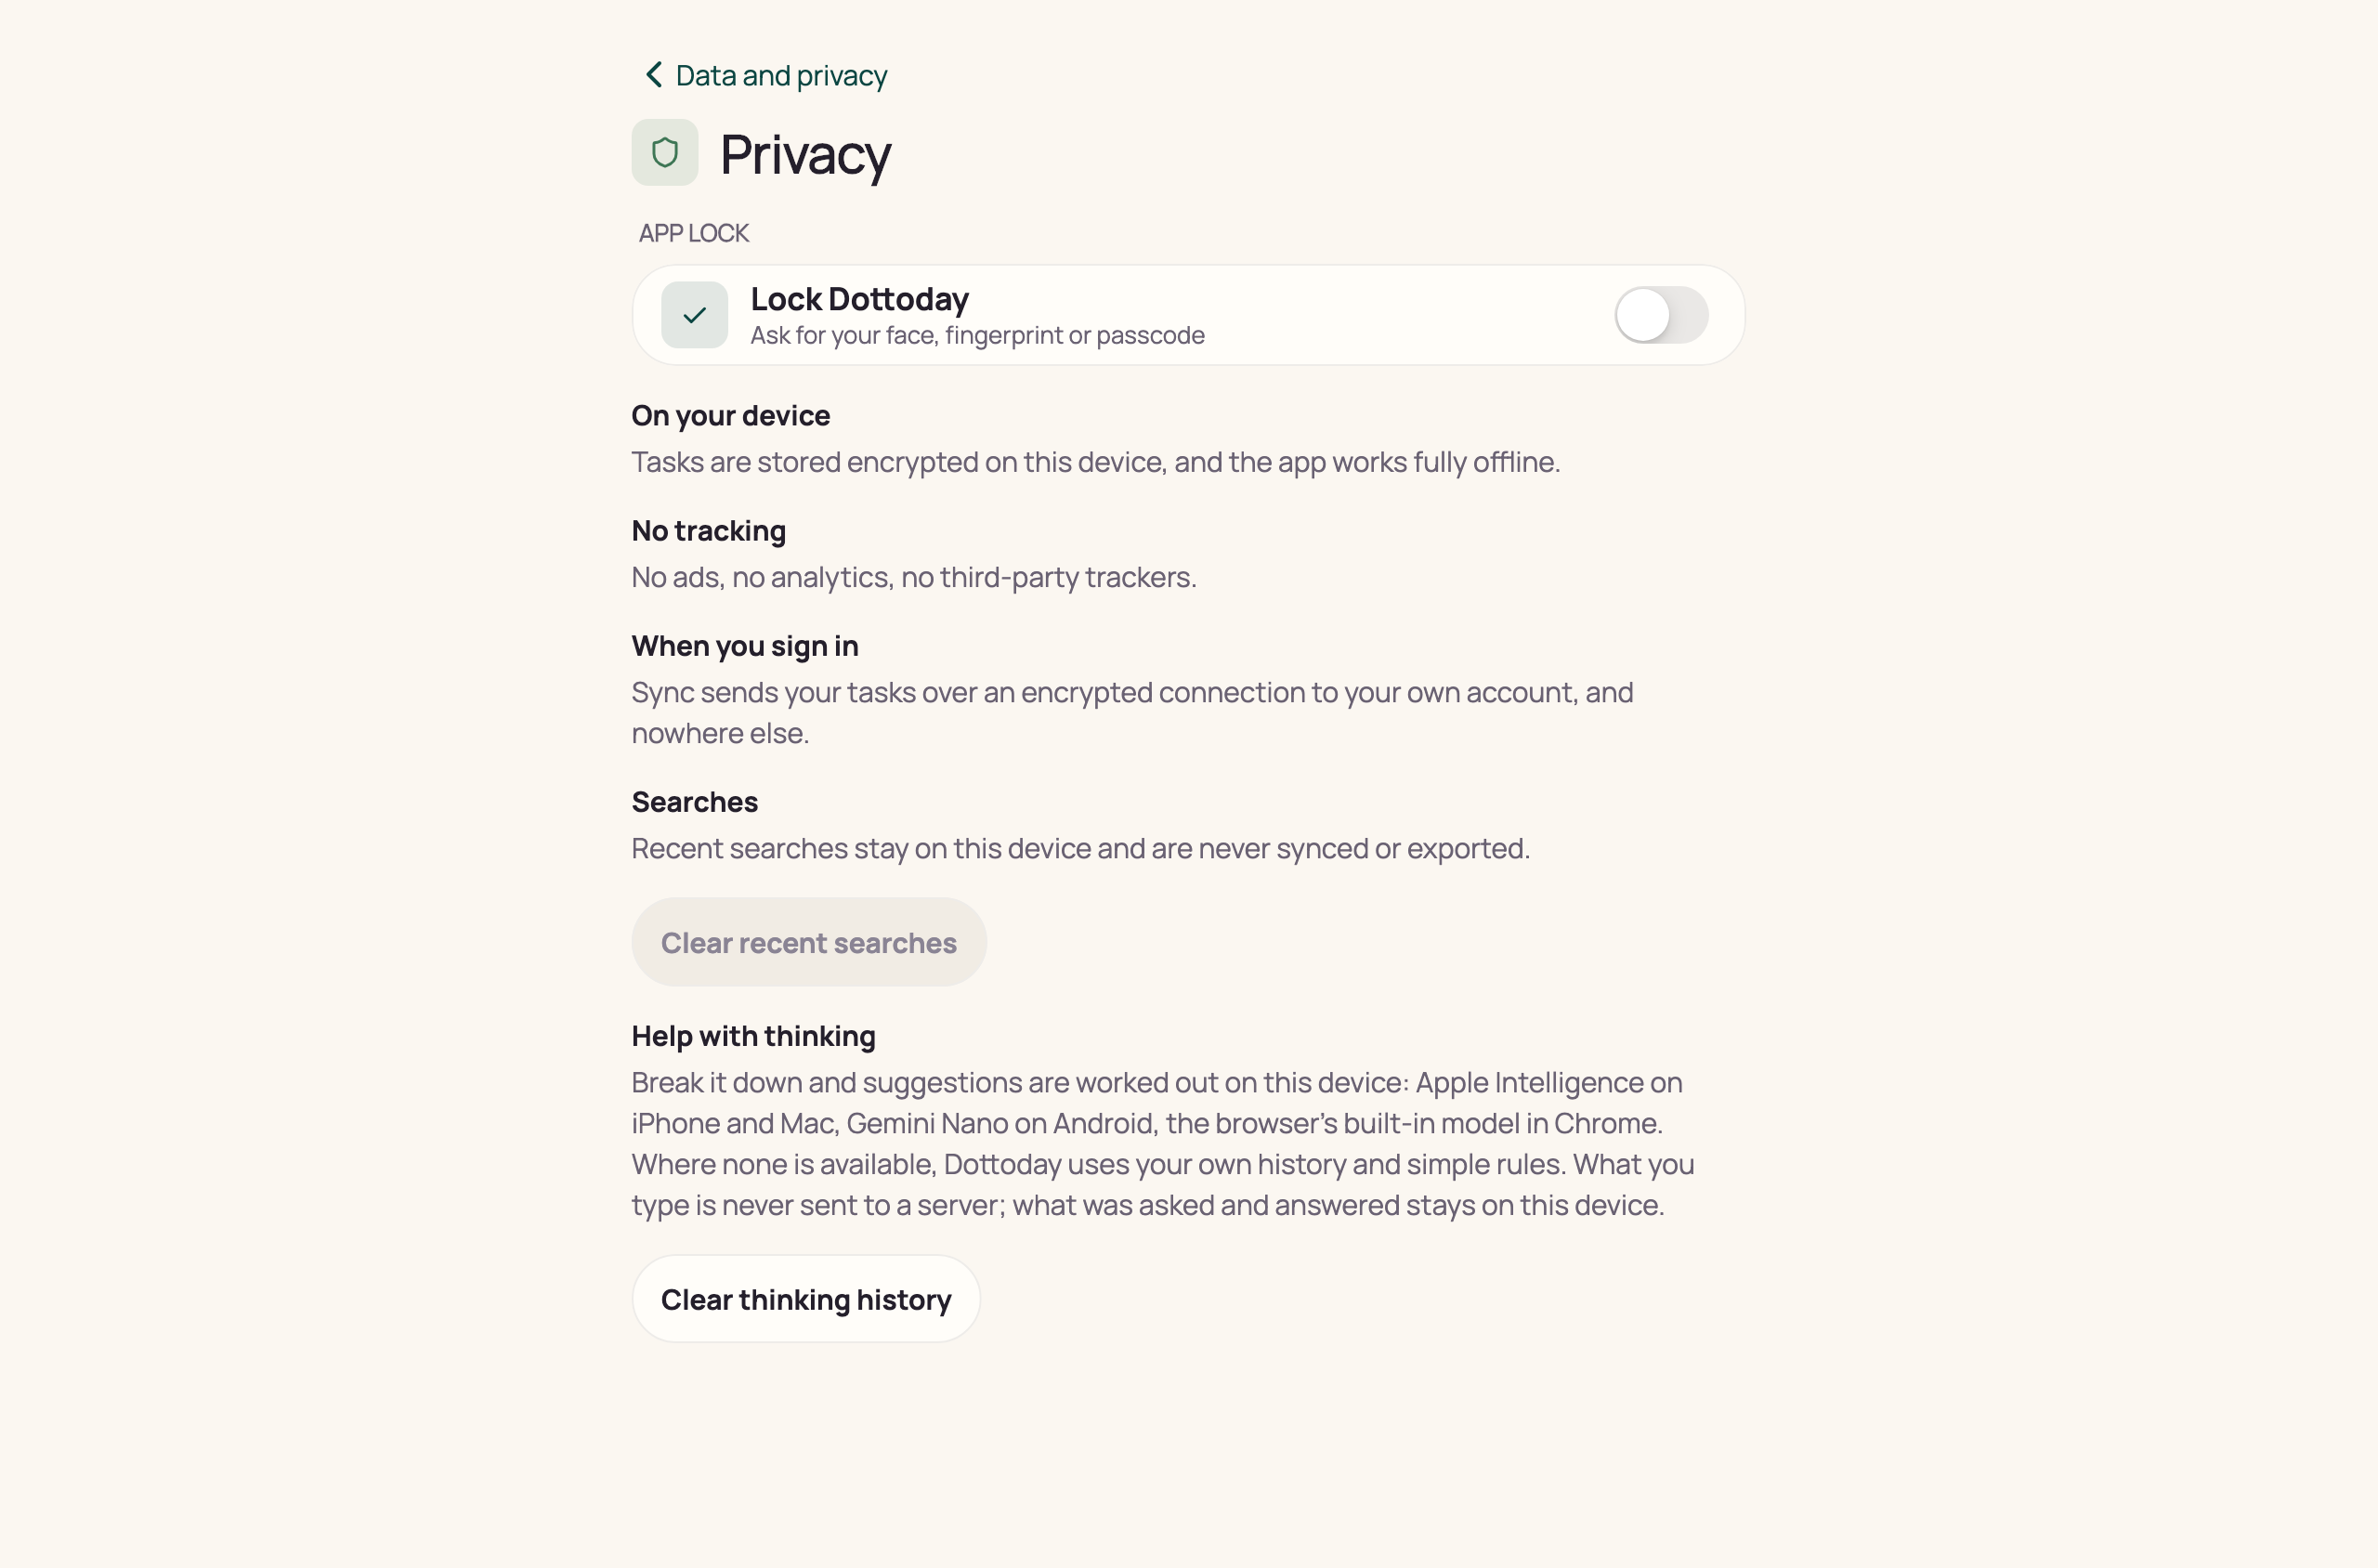 Data and privacy
Privacy
APP LOCK
Lock Dottoday
Ask for your face, fingerprint or passcode
On your device
Tasks are stored encrypted on this device, and the app works fully offline.
No tracking
No ads, no analytics, no third-party trackers.
When you sign in
Sync sends your tasks over an encrypted connection to your own account, and
nowhere else.
Searches
Recent searches stay on this device and are never synced or exported.
Clear recent searches
Help with thinking
Break it down and suggestions are worked out on this device: Apple Intelligence on
iPhone and Mac, Gemini Nano on Android, the browser’s built-in model in Chrome.
Where none is available, Dottoday uses your own history and simple rules. What you
type is never sent to a server; what was asked and answered stays on this device.
Clear thinking history